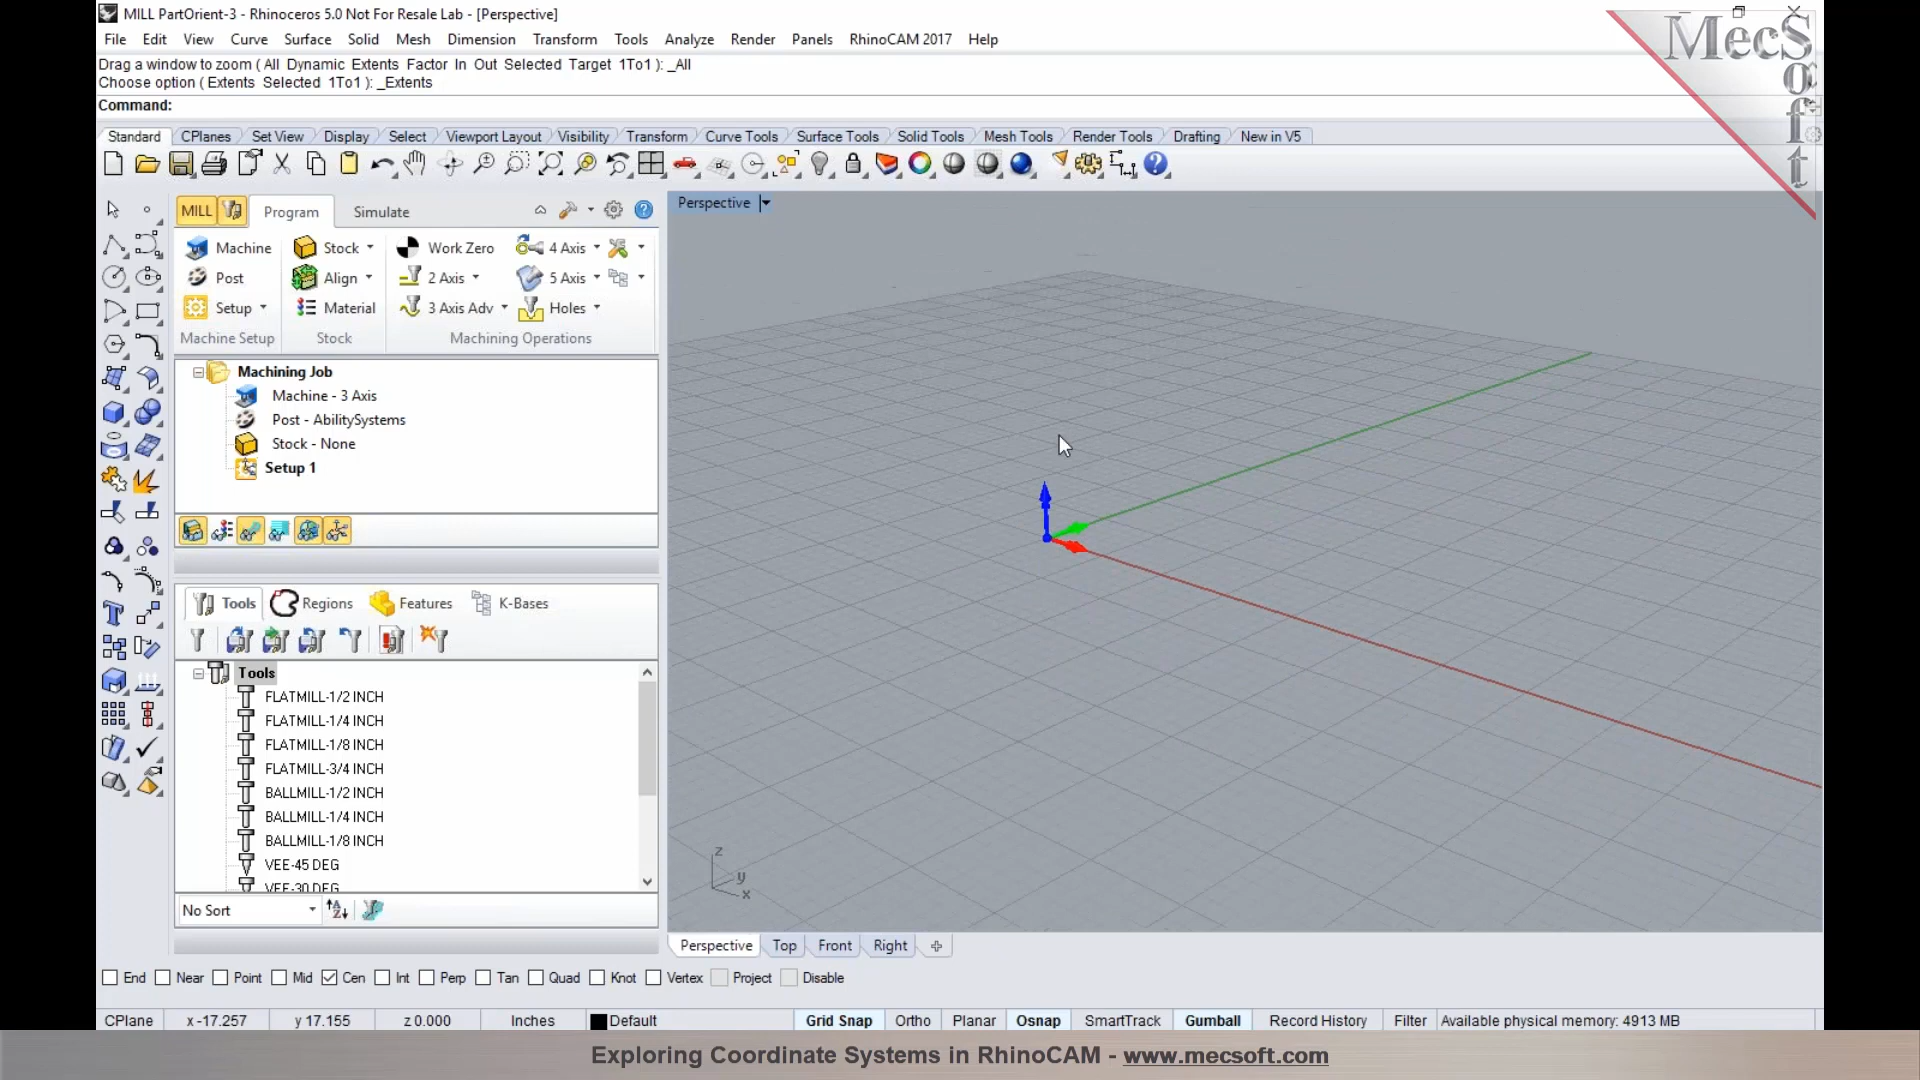 MILL PartOrient-3 - Rhinoceros 5.0 Not For Resale Lab - [Perspective]
File Edit View Curve Surface Solid Mesh Dimension Transform Tools Analyze Render Panels RhinoCAM 2017 Help
Drag a window to zoom ( All Dynamic Extents Factor In Out Selected Target 1To1 ): _All
Choose option ( Extents Selected 1To1 ): _Extents
Command:
MecSoft
Standard CPlanes Set View Display Select Viewport Layout Visibility Transform Curve Tools Surface Tools Solid Tools Mesh Tools Render Tools Drafting New in V5
MILL Program Simulate
Perspective
Machine Stock Work Zero 4 Axis
Post Align 2 Axis 5 Axis
Setup Material 3 Axis Adv Holes
Machine Setup Stock Machining Operations
Machining Job
Machine - 3 Axis
Post - AbilitySystems
Stock - None
Setup 1
Tools Regions Features K-Bases
Tools
FLATMILL-1/2 INCH
FLATMILL-1/4 INCH
FLATMILL-1/8 INCH
FLATMILL-3/4 INCH
BALLMILL-1/2 INCH
BALLMILL-1/4 INCH
BALLMILL-1/8 INCH
VEE-45 DEG
VEE-30 DEG
No Sort
z
y
x
Perspective Top Front Right
End Near Point Mid Cen Int Perp Tan Quad Knot Vertex Project Disable
CPlane x -17.257 y 17.155 z 0.000 Inches Default Grid Snap Ortho Planar Osnap SmartTrack Gumball Record History Filter Available physical memory: 4913 MB
Exploring Coordinate Systems in RhinoCAM - www.mecsoft.com